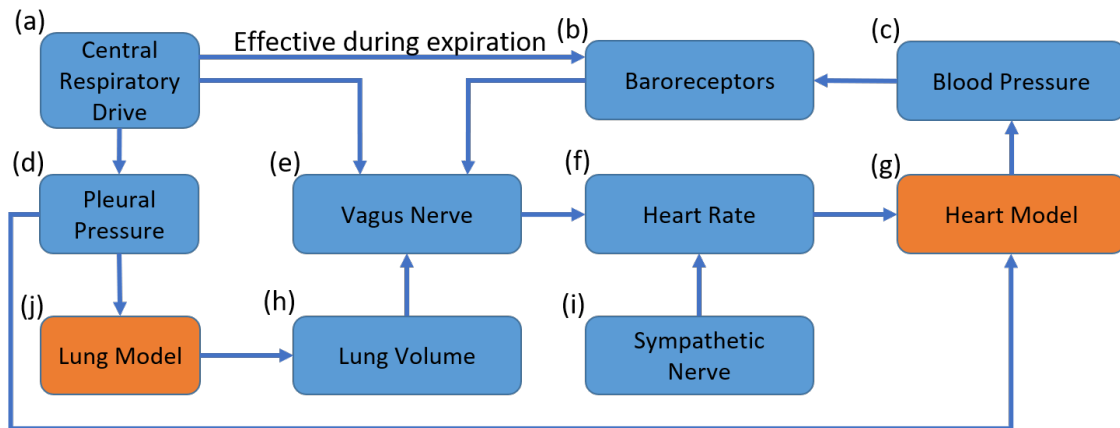 (a)
Central
Respiratory
Drive
Effective during expiration
(b)
Baroreceptors
(c)
Blood Pressure
(d)
Pleural
Pressure
(e)
Vagus Nerve
(f)
Heart Rate
(g)
Heart Model
(j)
Lung Model
(h)
Lung Volume
(i)
Sympathetic
Nerve